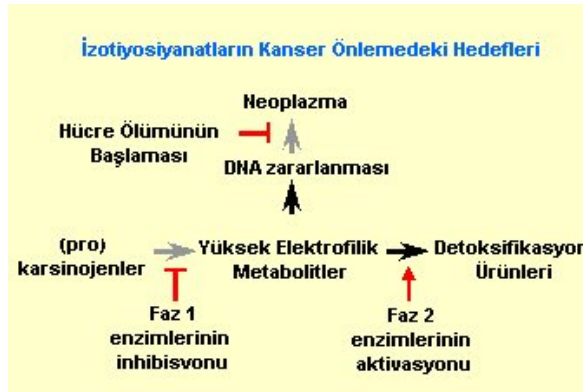 İzotiyosiyanatların Kanser Önlemedeki Hedefleri
Neoplazma
Hücre Ölümünün
Başlaması
DNA zararlanması
(pro)
karsinojenler
Yüksek Elektrofilik
Metabolitler
Detoksifikasyon
Ürünleri
Faz 1
enzimlerinin
inhibisvonu
Faz 2
enzimlerinin
aktivasyonu